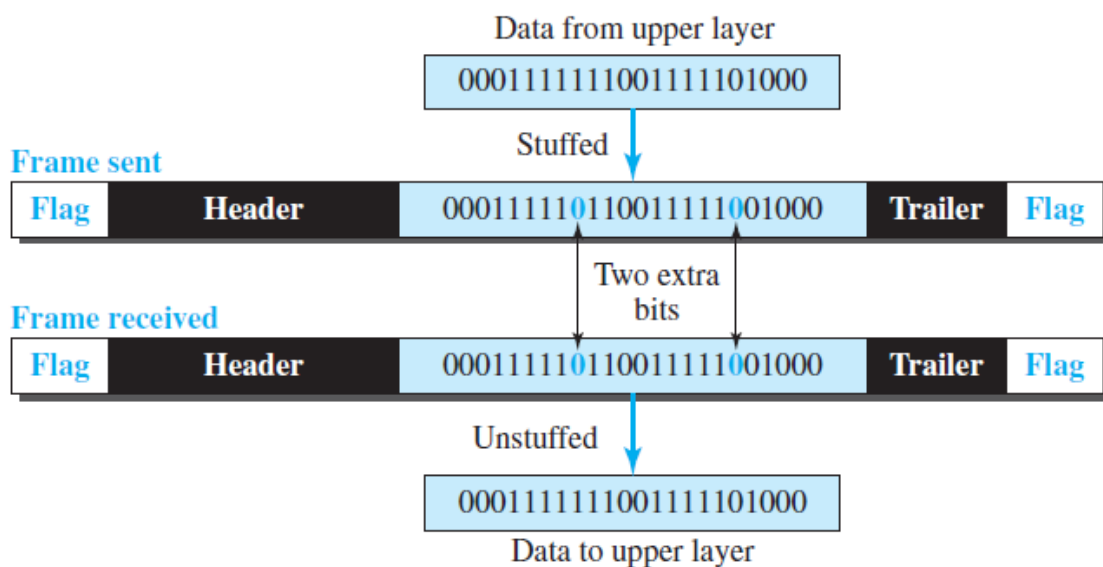 Data from upper layer
0001111111001111101000
Stuffed
Frame sent
Flag Header 000111110110011111001000 Trailer Flag
Two extra
bits
Frame received
Flag Header 000111110110011111001000 Trailer Flag
Unstuffed
0001111111001111101000
Data to upper layer